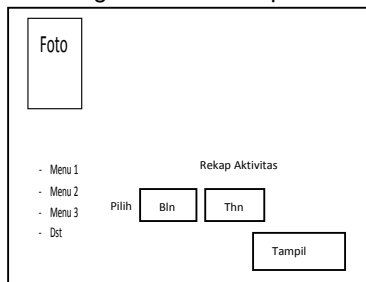 Foto
- Menu 1
- Menu 2
- Menu 3
- Dst
Rekap Aktivitas
Pilih Bln Thn
Tampil